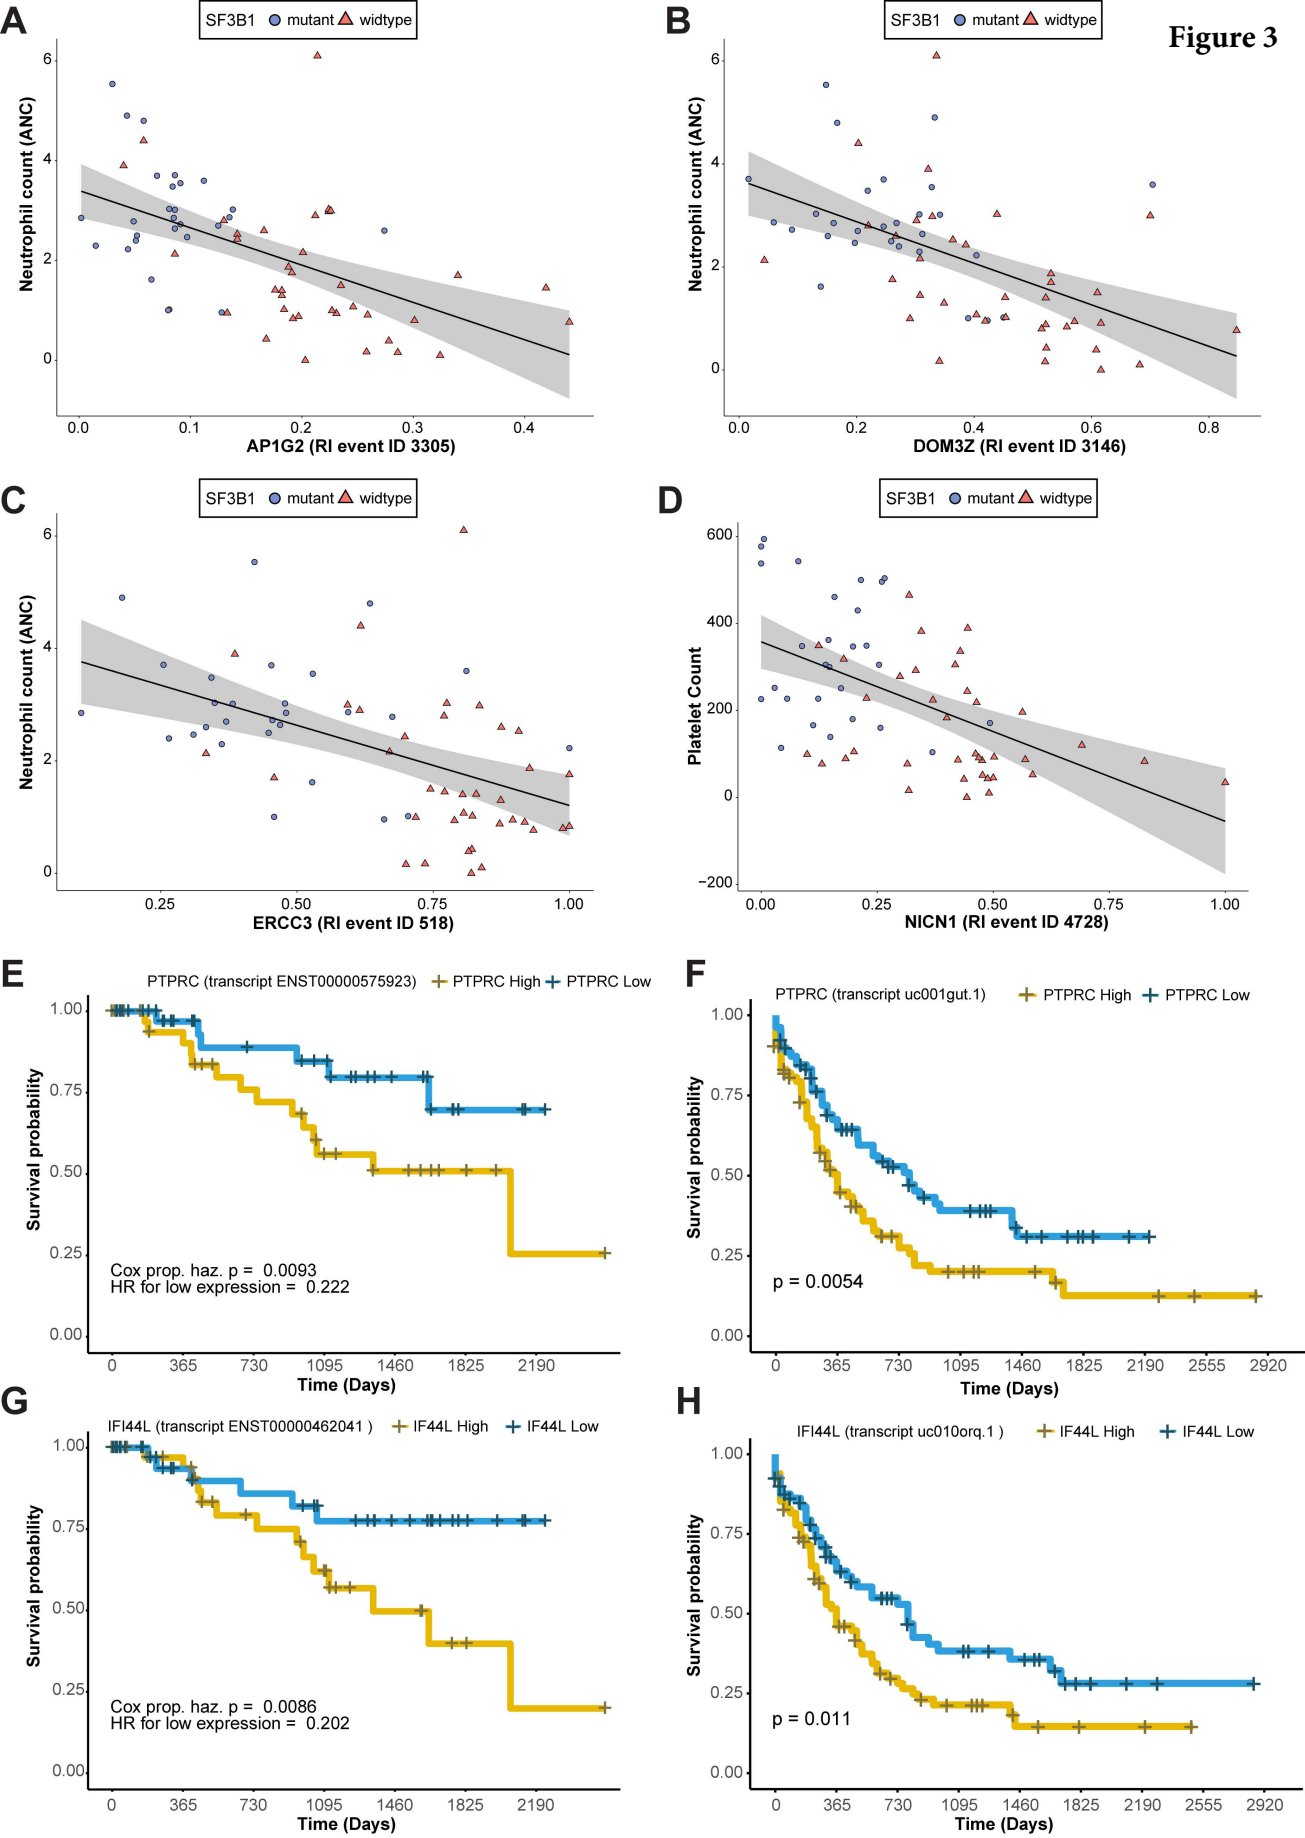 Figure 3
A
SF3B1 mutant widtype
Neutrophil count (ANC)
6
4
2
0
0.0 0.1 0.2 0.3 0.4
AP1G2 (RI event ID 3305)
B
SF3B1 mutant widtype
Neutrophil count (ANC)
6
4
2
0
0.0 0.2 0.4 0.6 0.8
DOM3Z (RI event ID 3146)
C
SF3B1 mutant widtype
Neutrophil count (ANC)
6
4
2
0
0.25 0.50 0.75 1.00
ERCC3 (RI event ID 518)
D
SF3B1 mutant widtype
Platelet Count
600
400
200
0
−200
0.00 0.25 0.50 0.75 1.00
NICN1 (RI event ID 4728)
E
PTPRC (transcript ENST00000575923) PTPRC High PTPRC Low
Survival probability
1.00
0.75
0.50
0.25
0.00
Cox prop. haz. p = 0.0093
HR for low expression = 0.222
0 365 730 1095 1460 1825 2190
Time (Days)
F
PTPRC (transcript uc001gut.1) PTPRC High PTPRC Low
Survival probability
1.00
0.75
0.50
0.25
0.00
p = 0.0054
0 365 730 1095 1460 1825 2190 2555 2920
Time (Days)
G
IFI44L (transcript ENST00000462041 ) IF44L High IF44L Low
Survival probability
1.00
0.75
0.50
0.25
0.00
Cox prop. haz. p = 0.0086
HR for low expression = 0.202
0 365 730 1095 1460 1825 2190
Time (Days)
H
IFI44L (transcript uc010orq.1 ) IF44L High IF44L Low
Survival probability
1.00
0.75
0.50
0.25
0.00
p = 0.011
0 365 730 1095 1460 1825 2190 2555 2920
Time (Days)